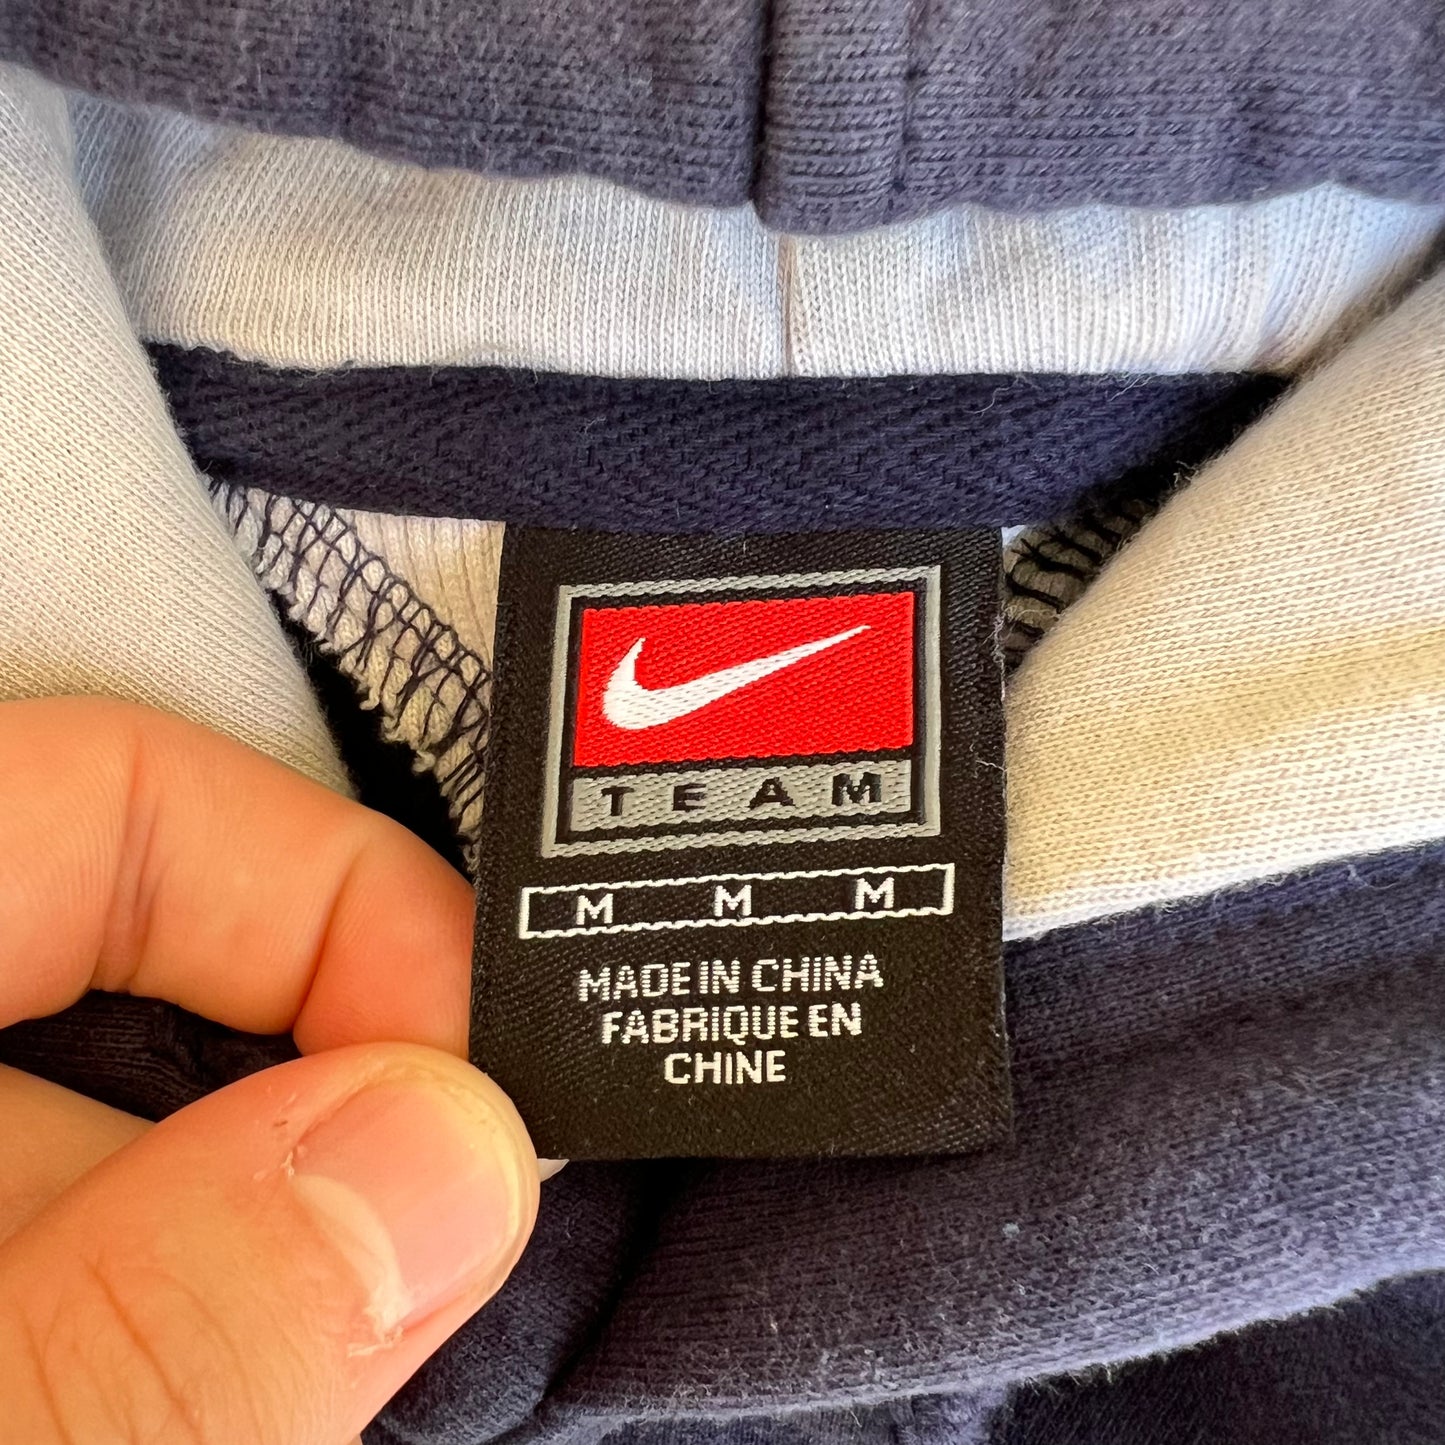 TEAM
M M M
MADE IN CHINA
FABRIQUE EN
CHINE